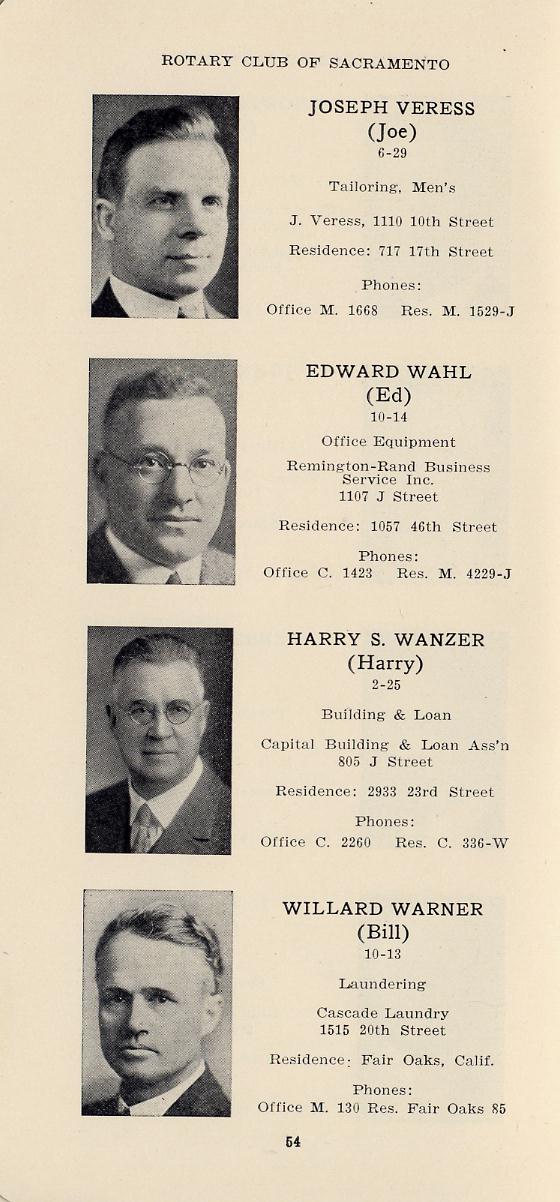 ROTARY CLUB OF SACRAMENTO
JOSEPH VERESS
(Joe)
6-29
Tailoring, Men's
J. Veress, 1110 10th Street
Residence: 717 17th Street
Phones:
Office M. 1668 Res. M. 1529-J
EDWARD WAHL
(Ed)
10-14
Office Equipment
Remington-Rand Business
Service Inc.
1107 J Street
Residence: 1057 46th Street
Phones:
Office C. 1423 Res. M. 4229-J
HARRY S. WANZER
(Harry)
2-25
Building & Loan
Capital Building & Loan Ass'n
805 J Street
Residence: 2933 23rd Street
Phones:
Office C. 2260 Res. C. 336-W
WILLARD WARNER
(Bill)
10-13
Laundering
Cascade Laundry
1515 20th Street
Residence: Fair Oaks, Calif.
Phones:
Office M. 130 Res. Fair Oaks 85
54